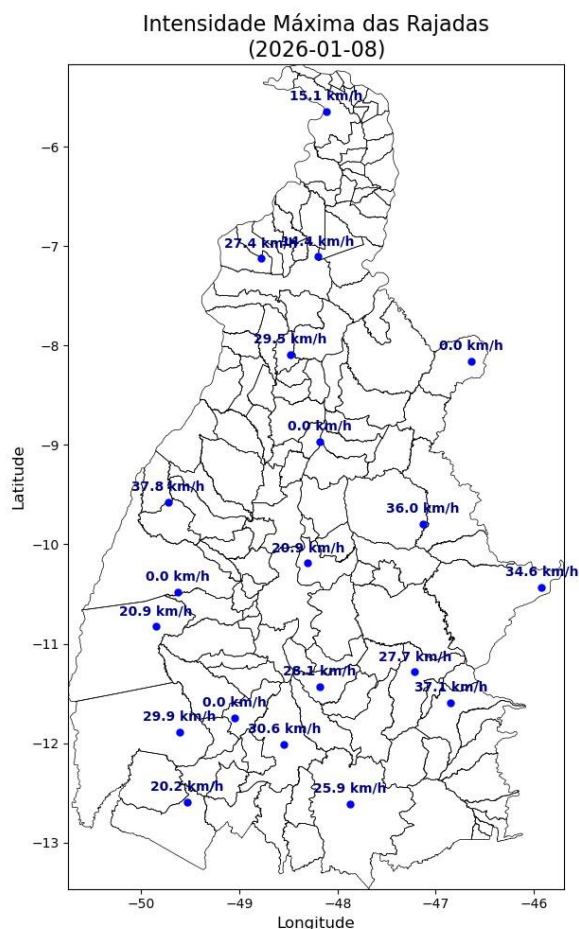 Intensidade Máxima das Rajadas
(2026-01-08)
15.1 km/h
27.4 km/h
14.4 km/h
29.5 km/h
0.0 km/h
0.0 km/h
37.8 km/h
36.0 km/h
20.9 km/h
34.6 km/h
0.0 km/h
20.9 km/h
27.7 km/h
28.1 km/h
37.1 km/h
0.0 km/h
29.9 km/h
30.6 km/h
20.2 km/h
25.9 km/h
Latitude
−6
−7
−8
−9
−10
−11
−12
−13
−50
−49
−48
−47
−46
Longitude